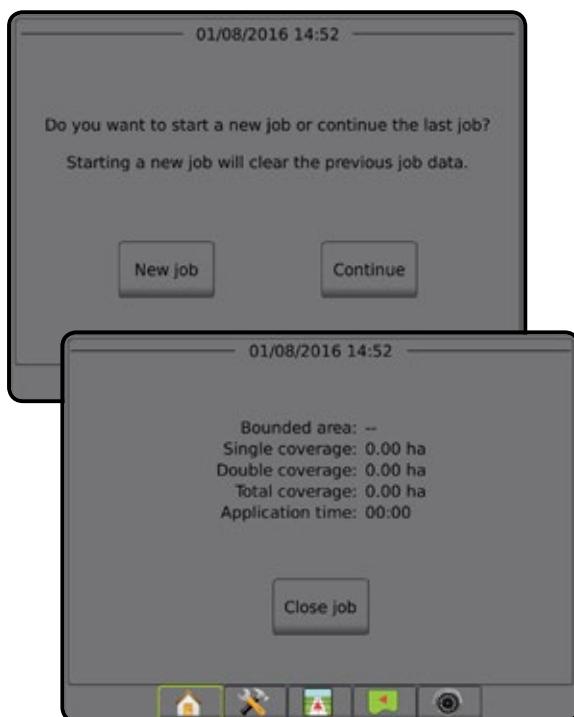 01/08/2016 14:52
Do you want to start a new job or continue the last job?
Starting a new job will clear the previous job data.
New job
Continue
01/08/2016 14:52
Bounded area: --
Single coverage: 0.00 ha
Double coverage: 0.00 ha
Total coverage: 0.00 ha
Application time: 00:00
Close job